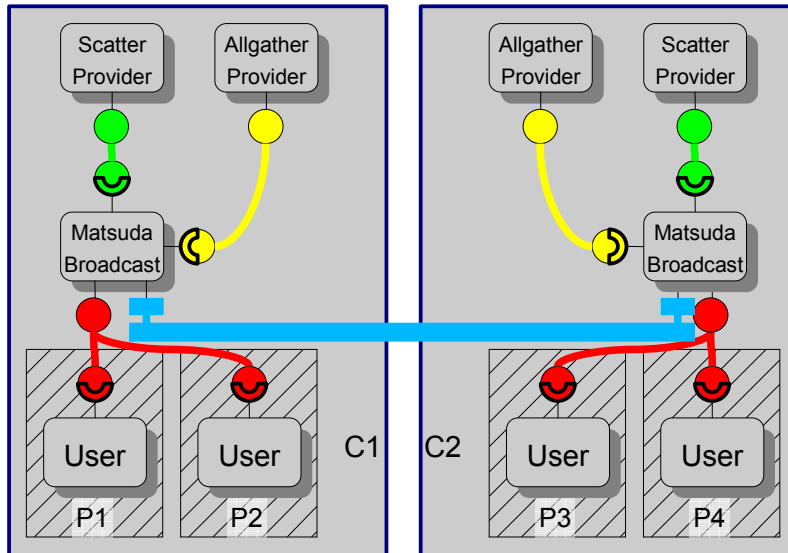 Scatter
Provider
Allgather
Provider
Allgather
Provider
Scatter
Provider
Matsuda
Broadcast
Matsuda
Broadcast
User
User
C1
C2
User
User
P1
P2
P3
P4